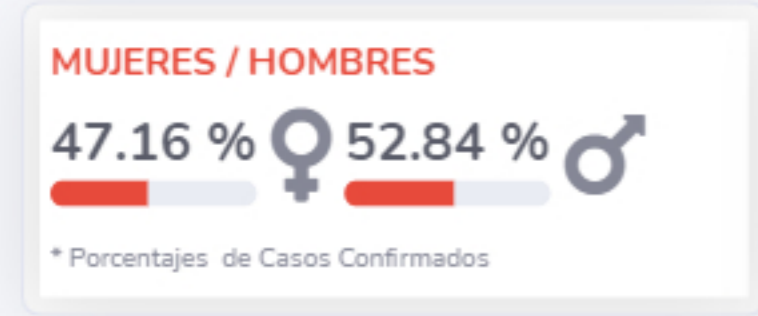 MUJERES / HOMBRES
47.16 % 52.84 %
* Porcentajes de Casos Confirmados